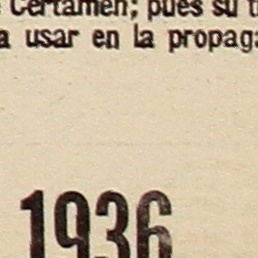 Certamen; pues su
usar en la propaga
1936